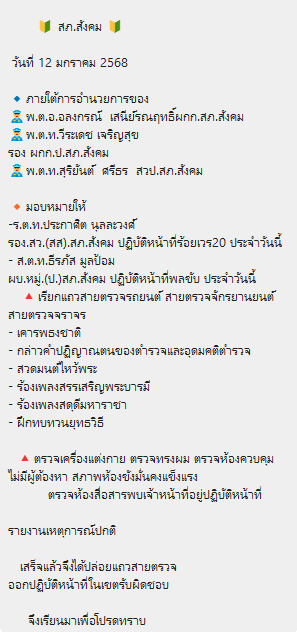 🔰 สภ.สังคม 🔰
วันที่ 12 มกราคม 2568
🔹ภายใต้การอำนวยการของ
👮พ.ต.อ.อลงกรณ์ เสนีย์รณฤทธิ์ผกก.สภ.สังคม
👮พ.ต.ท.วีระเดช เจริญสุข
รอง ผกก.ป.สภ.สังคม
👮พ.ต.ท.สุริยันต์ ศรีธร สวป.สภ.สังคม
🔸มอบหมายให้
-ร.ต.ท.ประกาศิต นุลละวงศ์
รอง.สว.(สส).สภ.สังคม ปฏิบัติหน้าที่ร้อยเวร20 ประจำวันนี้
- ส.ต.ท.ธีรภัส มูลป้อม
ผบ.หมู่.(ป.)สภ.สังคม ปฏิบัติหน้าที่พลขับ ประจำวันนี้
🔺เรียกแถวสายตรวจรถยนต์ สายตรวจจักรยานยนต์
สายตรวจจราจร
- เคารพธงชาติ
- กล่าวคำปฏิญาณตนของตำรวจและอุดมคติตำรวจ
- สวดมนต์ไหว้พระ
- ร้องเพลงสรรเสริญพระบารมี
- ร้องเพลงสดุดีมหาราชา
- ฝึกทบทวนยุทธวิธี
🔺ตรวจเครื่องแต่งกาย ตรวจทรงผม ตรวจห้องควบคุม
ไม่มีผู้ต้องหา สภาพห้องขังมั่นคงแข็งแรง
ตรวจห้องสื่อสารพบเจ้าหน้าที่อยู่ปฏิบัติหน้าที่
รายงานเหตุการณ์ปกติ
เสร็จแล้วจึงได้ปล่อยแถวสายตรวจ
ออกปฏิบัติหน้าที่ในเขตรับผิดชอบ
จึงเรียนมาเพื่อโปรดทราบ